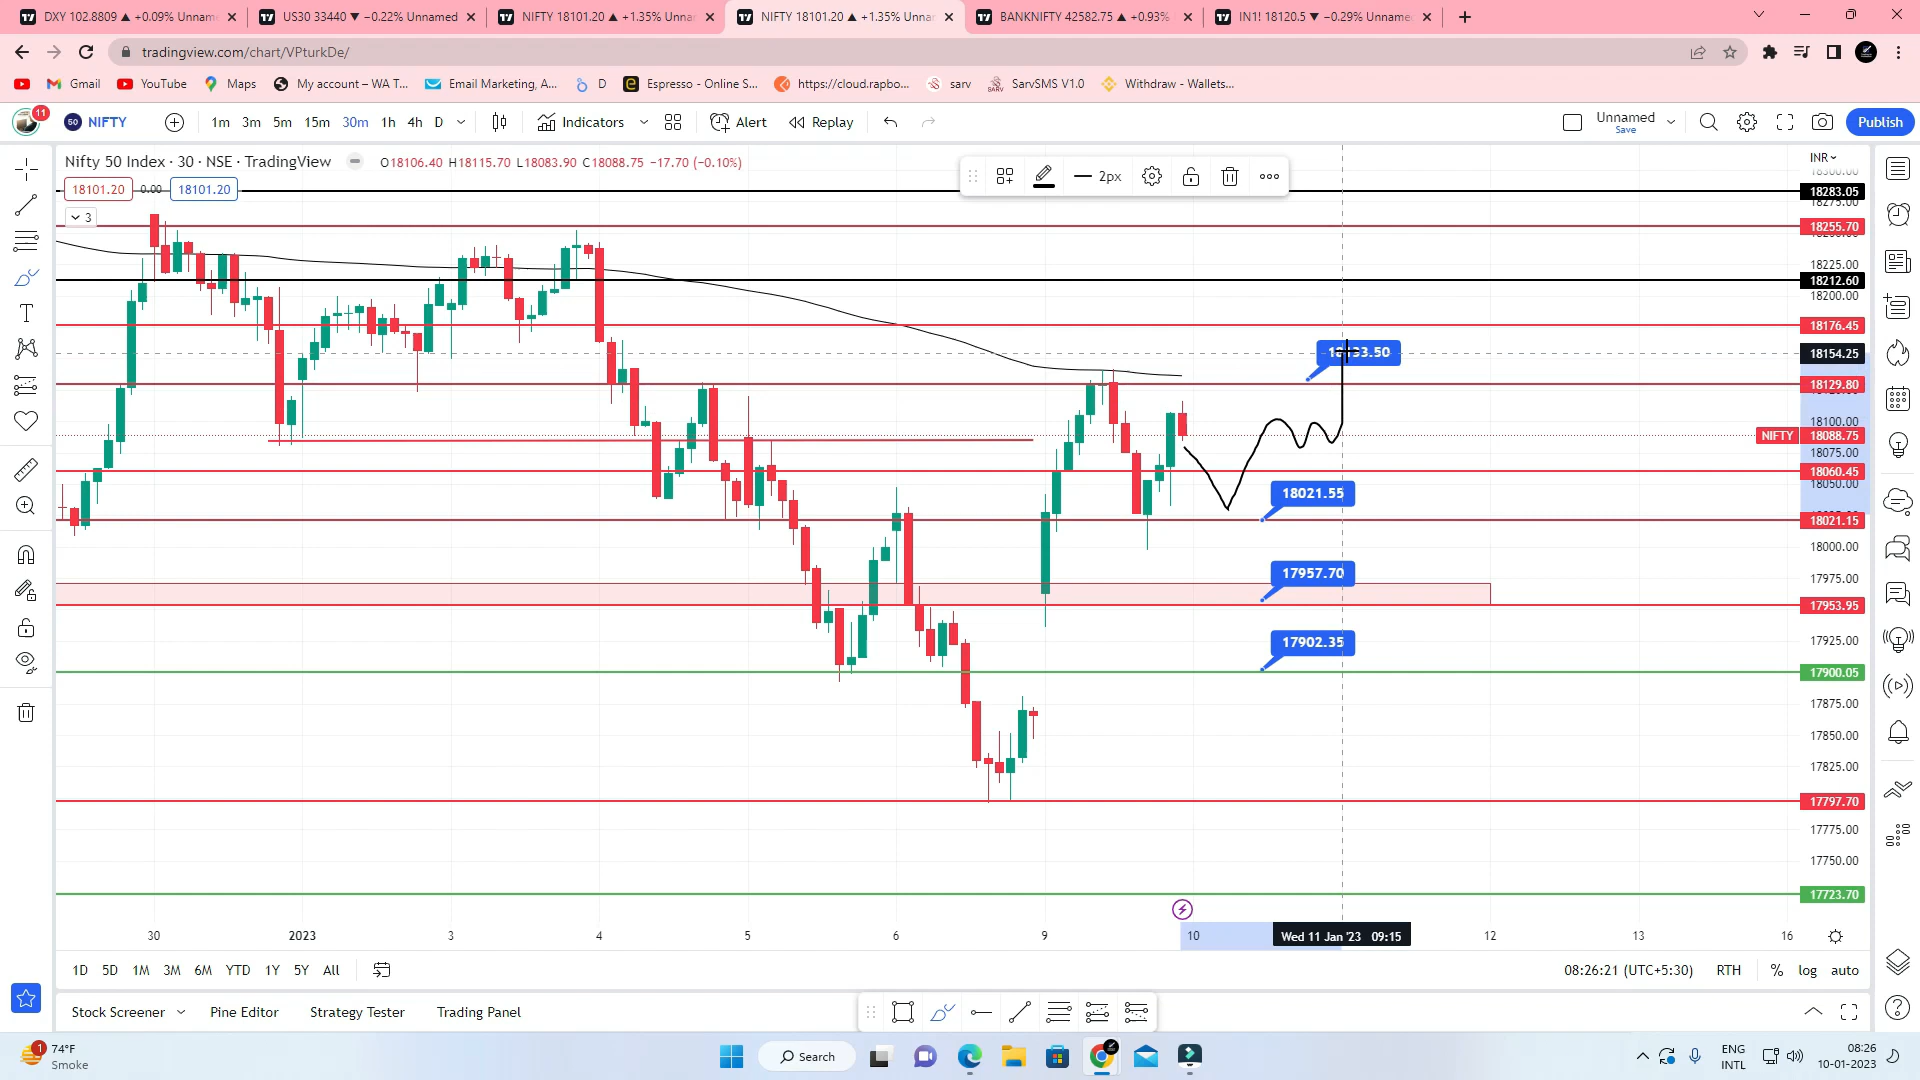 DXY 102.8809 ▲ +0.09% Unnam
US30 33440 ▼ −0.22% Unnamed
NIFTY 18101.20 ▲ +1.35% Unna
NIFTY 18101.20 ▲ +1.35% Unna
BANKNIFTY 42582.75 ▲ +0.93%
IN1! 18120.5 ▼ −0.29% Unname
tradingview.com/chart/VPturkDe/
Gmail
YouTube
Maps
My account – WA T...
Email Marketing, A...
D
Espresso - Online S...
https://cloud.rapbo...
sarv
SarvSMS V1.0
Withdraw - Wallets...
11
50 NIFTY
1m 3m 5m 15m 30m 1h 4h D
Indicators
Alert
Replay
Unnamed
Save
Publish
Nifty 50 Index · 30 · NSE · TradingView
O18106.40 H18115.70 L18083.90 C18088.75 −17.70 (−0.10%)
2px
INR
18101.20 0.00 18101.20
3
18283.05
18275.00
18255.70
18225.00
18212.60
18200.00
18176.45
18154.25
18129.80
18100.00
NIFTY 18088.75
18075.00
18060.45
18050.00
18021.15
18000.00
17975.00
17953.95
17925.00
17900.05
17875.00
17850.00
17825.00
17797.70
17775.00
17750.00
17723.70
18021.55
17957.70
17902.35
30 2023 3 4 5 6 9 10 Wed 11 Jan '23 09:15 12 13 16
1D 5D 1M 3M 6M YTD 1Y 5Y All
08:26:21 (UTC+5:30) RTH % log auto
Stock Screener
Pine Editor
Strategy Tester
Trading Panel
1
74°F
Smoke
Search
ENG
INTL
08:26
10-01-2023